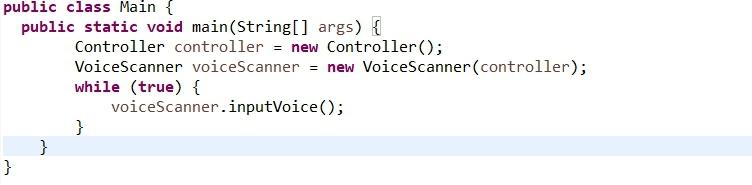 public class Main {
  public static void main(String[] args) {
        Controller controller = new Controller();
        VoiceScanner voiceScanner = new VoiceScanner(controller);
        while (true) {
            voiceScanner.inputVoice();
        }
    }
}